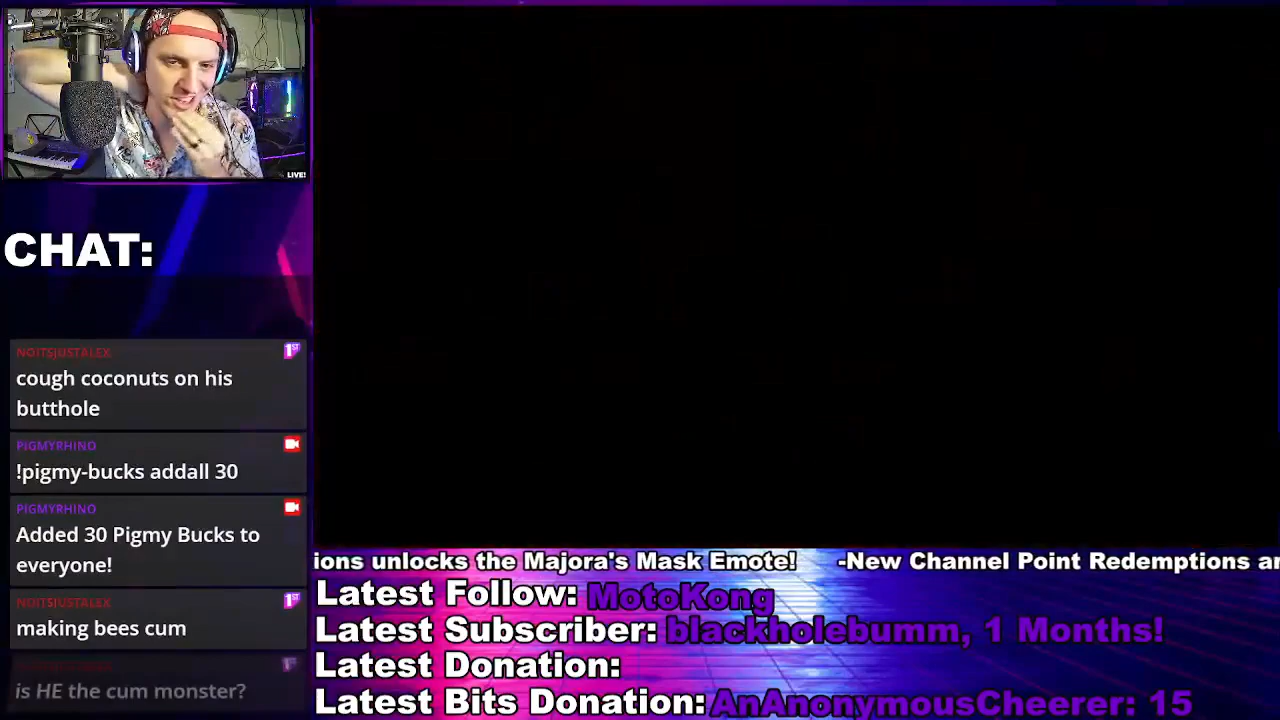 LIVE!
CHAT:
NOITSJUSTALEX
cough coconuts on his
butthole
PIGMYRHINO
!pigmy-bucks addall 30
PIGMYRHINO
Added 30 Pigmy Bucks to
everyone!
NOITSJUSTALEX
making bees cum
NOITSJUSTALEX
is HE the cum monster?
ions unlocks the Majora's Mask Emote! -New Channel Point Redemptions ar
Latest Follow: MotoKong
Latest Subscriber: blackholebumm, 1 Months!
Latest Donation:
Latest Bits Donation: AnAnonymousCheerer: 15